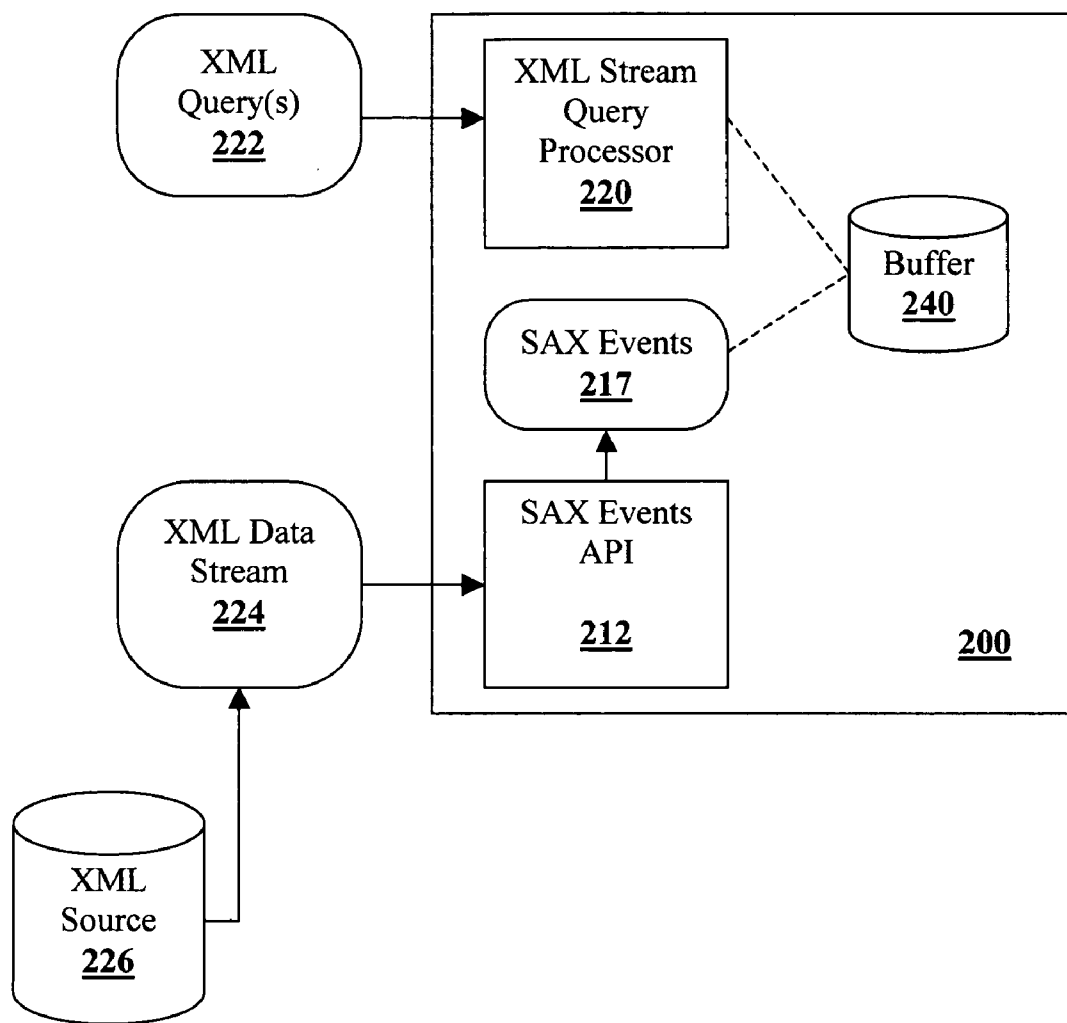 XML
Query(s)
222
XML Stream
Query
Processor
220
Buffer
240
SAX Events
217
XML Data
Stream
224
SAX Events
API
212
200
XML
Source
226